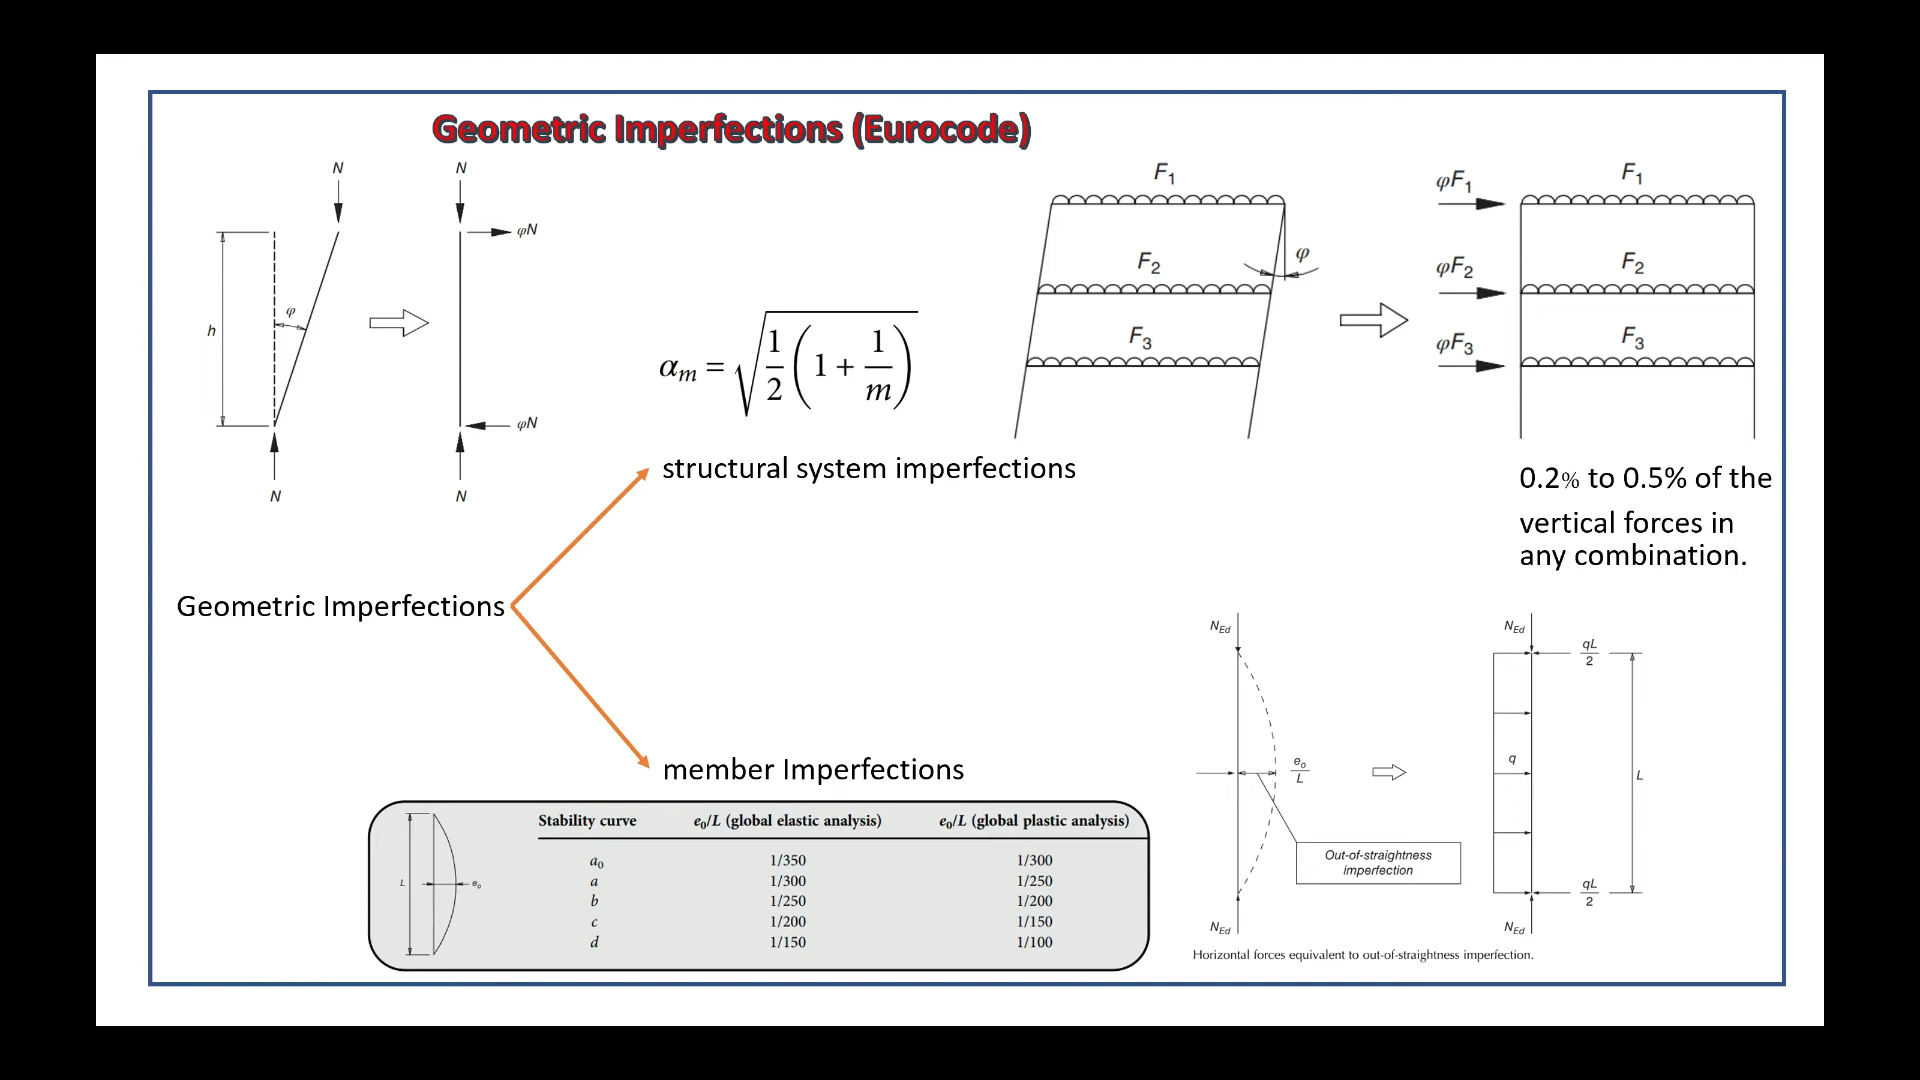 Geometric Imperfections (Eurocode)
N
N
φN
h
φ
φN
N
N
αm = √(1/2 (1 + 1/m))
F1
F2
F3
φ
φF1
φF2
φF3
F1
F2
F3
structural system imperfections
0.2% to 0.5% of the
vertical forces in
any combination.
Geometric Imperfections
member Imperfections
Stability curve e0/L (global elastic analysis) e0/L (global plastic analysis)
a0 1/350 1/300
a 1/300 1/250
b 1/250 1/200
c 1/200 1/150
d 1/150 1/100
L
eo
NEd
eo/L
Out-of-straightness
imperfection
NEd
NEd
qL/2
q
L
qL/2
NEd
Horizontal forces equivalent to out-of-straightness imperfection.